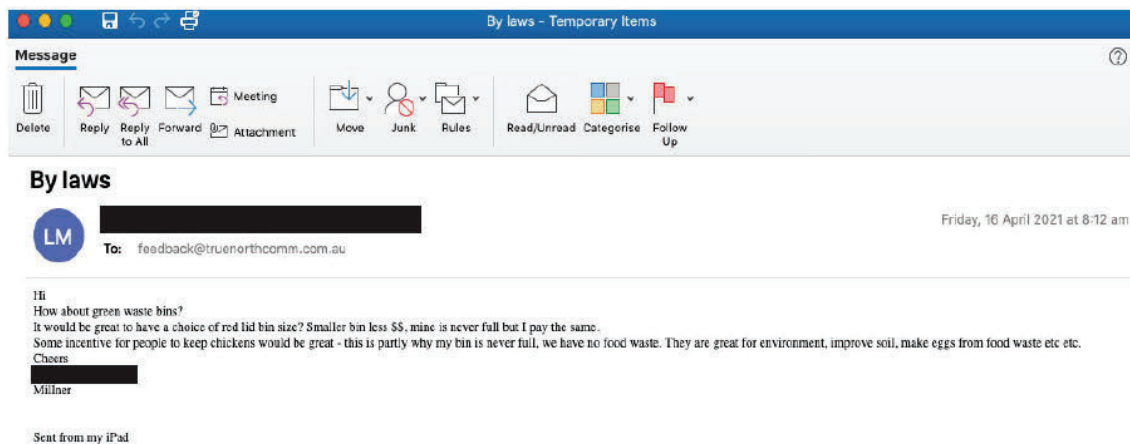 By laws - Temporary Items
Message
Delete
Reply
Reply to All
Forward
Meeting
Attachment
Move
Junk
Rules
Read/Unread
Categorise
Follow Up
By laws
LM
Friday, 16 April 2021 at 8:12 am
To: feedback@truenorthcomm.com.au
Hi
How about green waste bins?
It would be great to have a choice of red lid bin size? Smaller bin less $$, mine is never full but I pay the same.
Some incentive for people to keep chickens would be great - this is partly why my bin is never full, we have no food waste. They are great for environment, improve soil, make eggs from food waste etc etc.
Cheers
Millner
Sent from my iPad